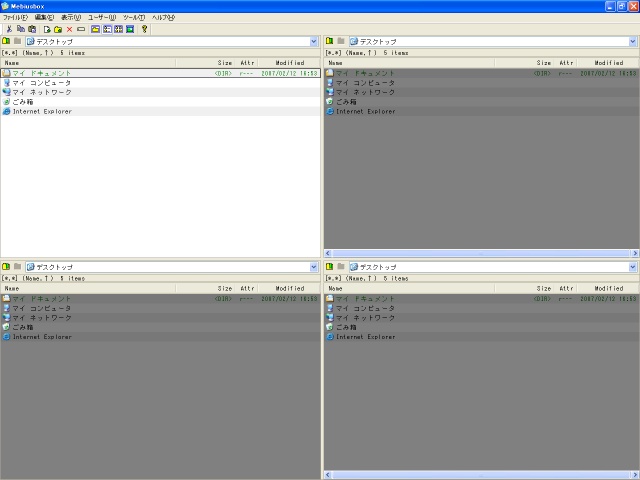 Mebiusbox
ファイル(F) 編集(E) 表示(V) ユーザー(U) ツール(T) ヘルプ(H)
デスクトップ
[*.*] (Name,↑) 5 items
Name Size Attr Modified
マイ ドキュメント <DIR> r--- 2007/02/12 16:53
マイ コンピュータ
マイ ネットワーク
ごみ箱
Internet Explorer
デスクトップ
[*.*] (Name,↑) 5 items
Name Size Attr Modified
マイ ドキュメント <DIR> r--- 2007/02/12 16:53
マイ コンピュータ
マイ ネットワーク
ごみ箱
Internet Explorer
デスクトップ
[*.*] (Name,↑) 5 items
Name Size Attr Modified
マイ ドキュメント <DIR> r--- 2007/02/12 16:53
マイ コンピュータ
マイ ネットワーク
ごみ箱
Internet Explorer
デスクトップ
[*.*] (Name,↑) 5 items
Name Size Attr Modified
マイ ドキュメント <DIR> r--- 2007/02/12 16:53
マイ コンピュータ
マイ ネットワーク
ごみ箱
Internet Explorer